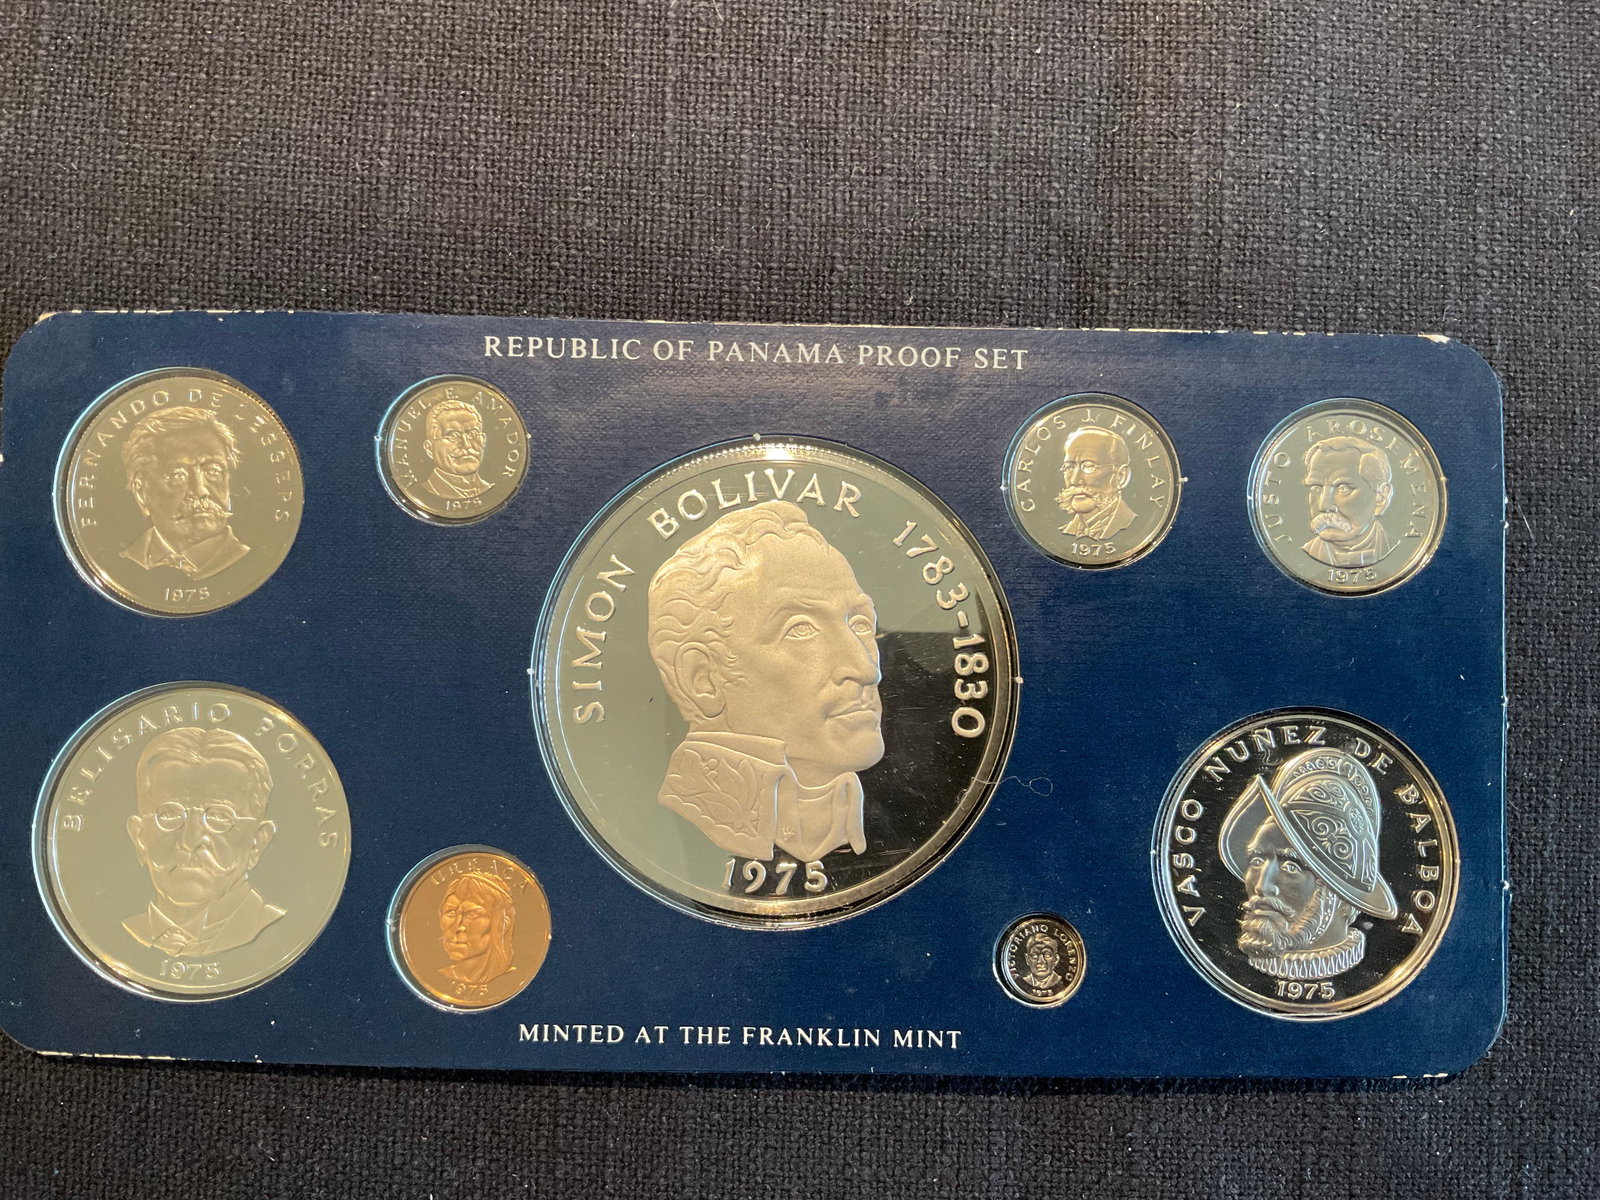 REPUBLIC OF PANAMA PROOF SET
FERNANDO DE LESSEPS
1975
MANUEL E. AMADOR
1975
SIMON BOLIVAR 1783-1830
1975
CARLOS J. FINLAY
1975
JUSTO AROSEMENA
1975
BELISARIO PORRAS
1975
URRACA
1975
VICTORIANO LORENZO
1975
VASCO NUÑEZ DE BALBOA
1975
MINTED AT THE FRANKLIN MINT